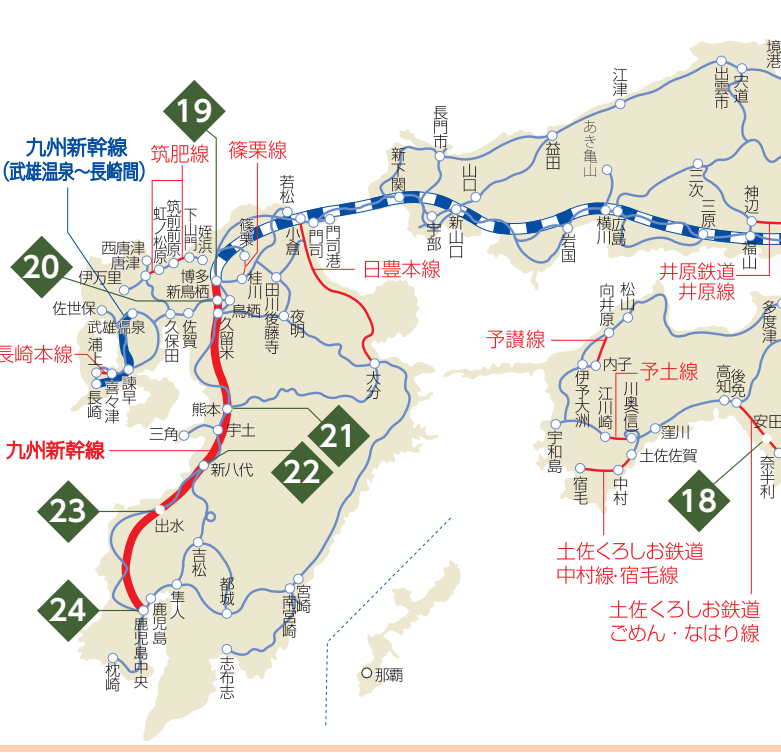 19
九州新幹線
(武雄温泉〜長崎間)
筑肥線
篠栗線
若松
長門市
新下関
山口
宇部
新山口
益田
江津
あき亀山
出雲市
宍道
境港
三次
三原
神辺
福山
横川
広島
岩国
井原鉄道
井原線
西唐津
唐津
伊万里
虹ノ松原
筑前前原
下山門
姪浜
篠栗
小倉
門司
門司港
日豊本線
20
博多
新鳥栖
桂川
鳥栖
田川後藤寺
夜明
佐世保
武雄温泉
久保田
佐賀
久留米
長崎本線
浦上
長崎
喜々津
諫早
大分
熊本
三角
宇土
21
22
九州新幹線
新八代
23
出水
吉松
24
鹿児島
隼人
都城
宮崎
南宮崎
鹿児島中央
枕崎
志布志
那覇
向井原
松山
多度津
予讃線
内子
伊予大洲
予土線
江川崎
川奥信
高知
後免
安田
奈半利
窪川
宇和島
土佐佐賀
宿毛
中村
18
土佐くろしお鉄道
中村線・宿毛線
土佐くろしお鉄道
ごめん・なはり線